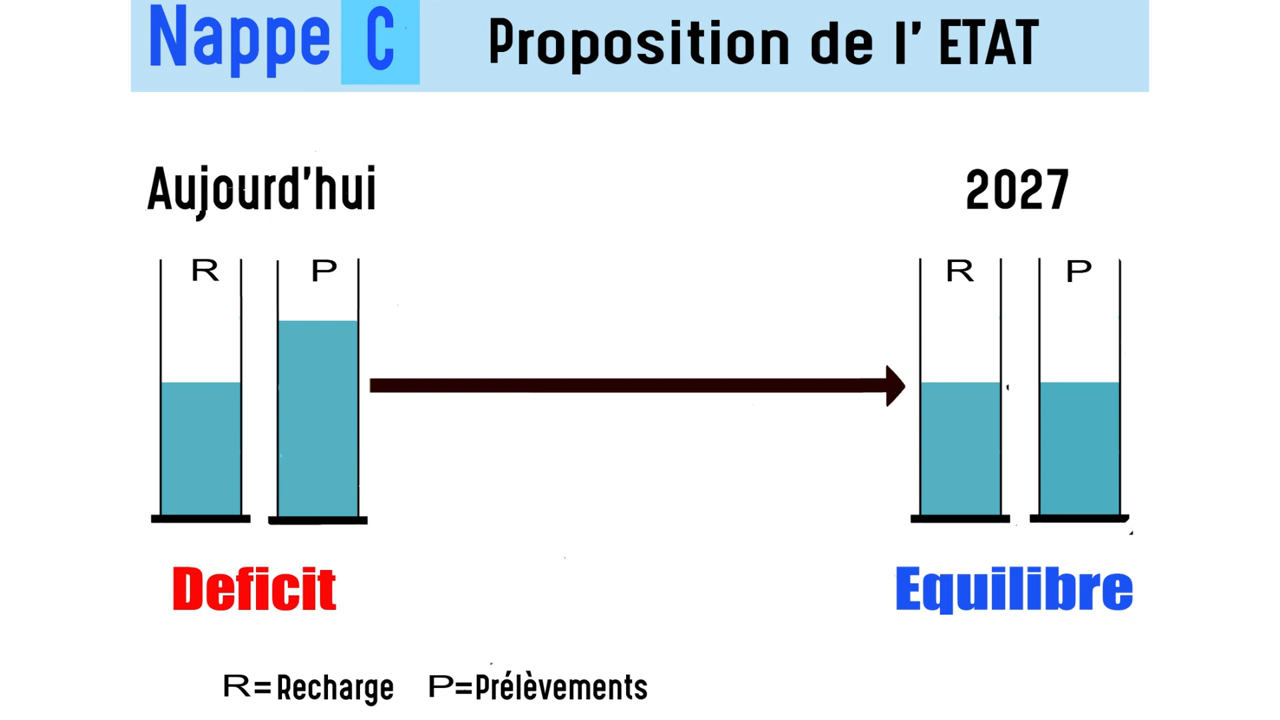 Nappe C Proposition de l' ETAT
Aujourd'hui 2027
R P R P
Deficit Equilibre
R=Recharge P=Prélèvements